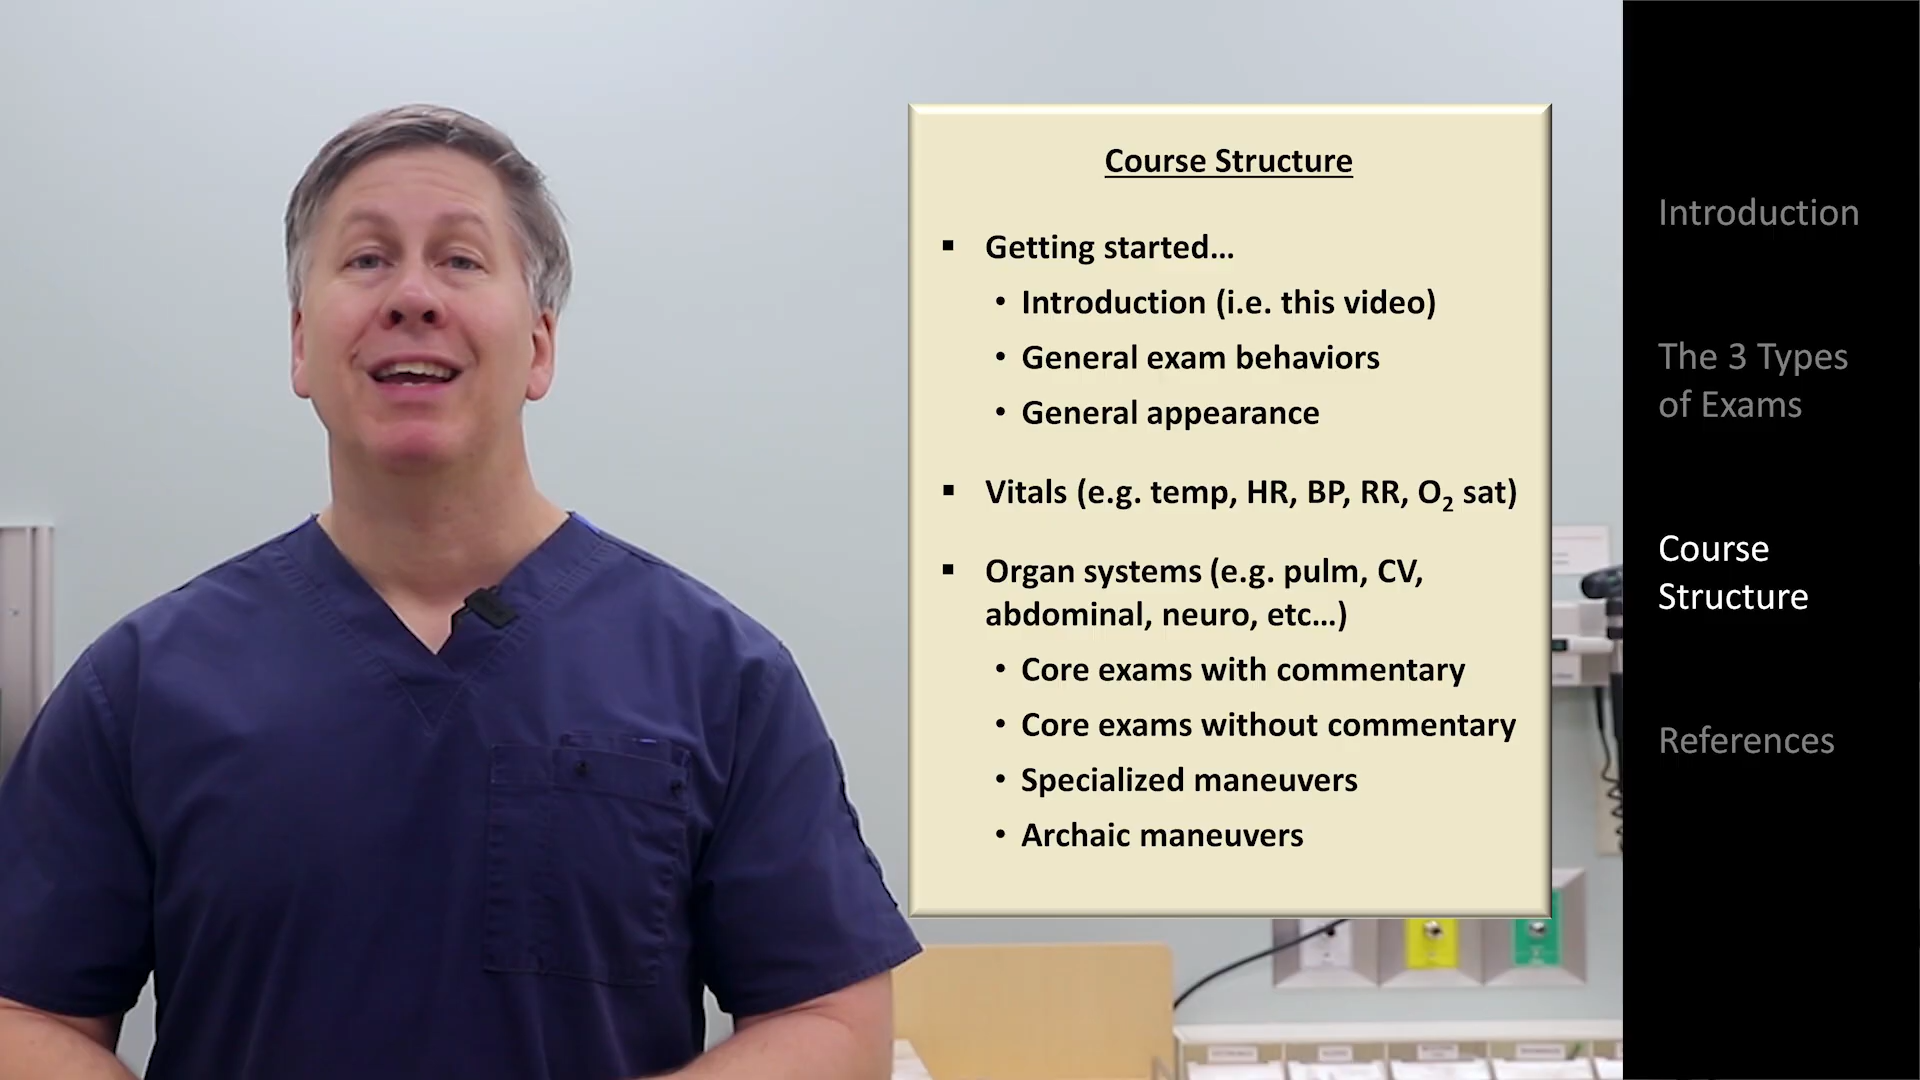 Course Structure
▪ Getting started...
• Introduction (i.e. this video)
• General exam behaviors
• General appearance
▪ Vitals (e.g. temp, HR, BP, RR, O₂ sat)
▪ Organ systems (e.g. pulm, CV,
abdominal, neuro, etc...)
• Core exams with commentary
• Core exams without commentary
• Specialized maneuvers
• Archaic maneuvers
Introduction
The 3 Types
of Exams
Course
Structure
References